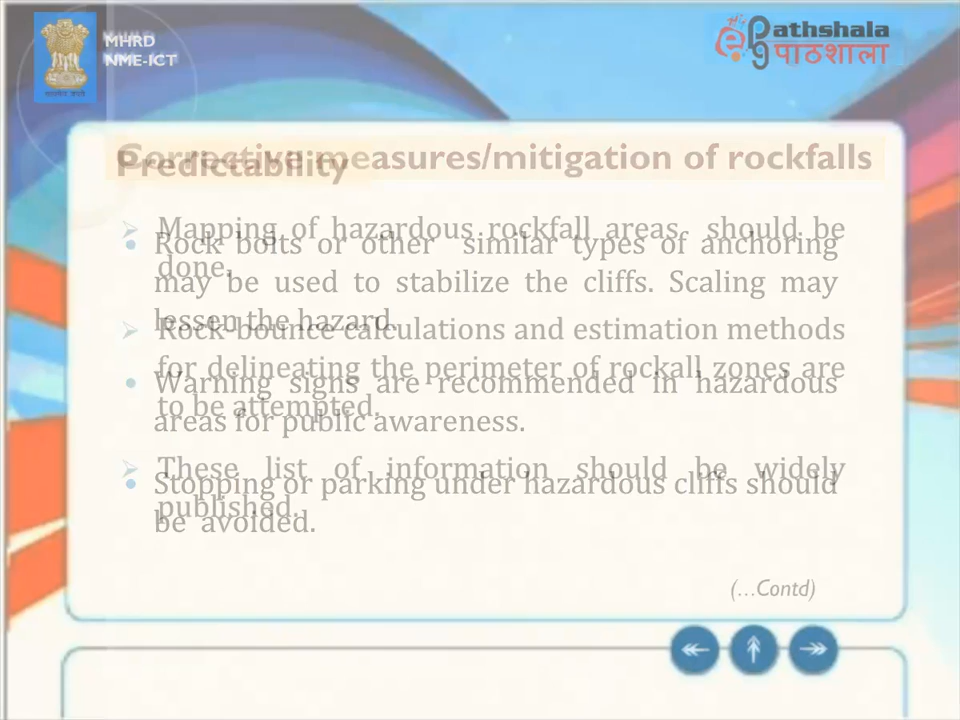 MHRD
NME-ICT
Pathshala
पाठशाला
Corrective measures/mitigation of rockfalls
Predictability
Mapping of hazardous rockfall areas should be
done.
Rock-bounce calculations and estimation methods
for delineating the perimeter of rockall zones are
to be attempted.
These list of information should be widely
published.
Rock bolts or other similar types of anchoring
may be used to stabilize the cliffs. Scaling may
lessen the hazard.
Warning signs are recommended in hazardous
areas for public awareness.
Stopping or parking under hazardous cliffs should
be avoided.
(...Contd)